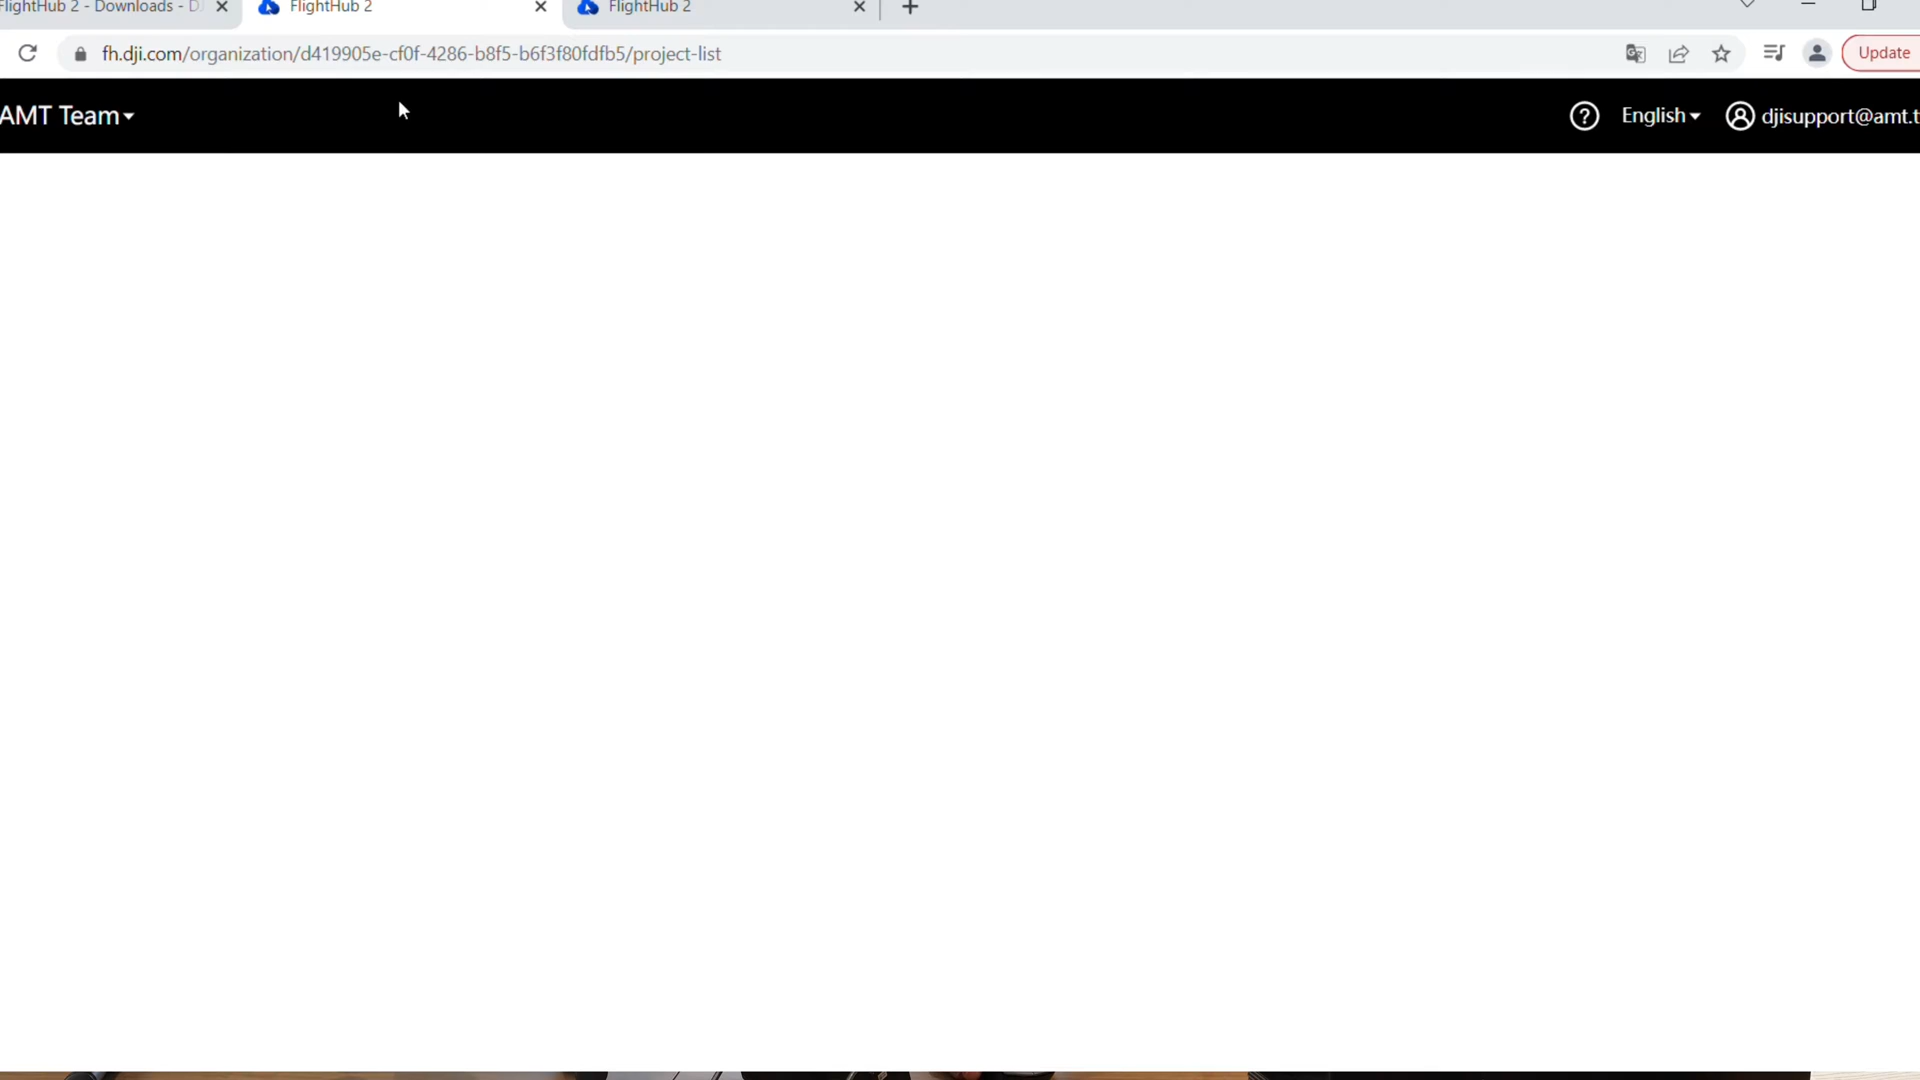 FlightHub 2 - Downloads - D
FlightHub 2
FlightHub 2
fh.dji.com/organization/d419905e-cf0f-4286-b8f5-b6f3f80fdfb5/project-list
Update
AMT Team
English
djisupport@amt.t